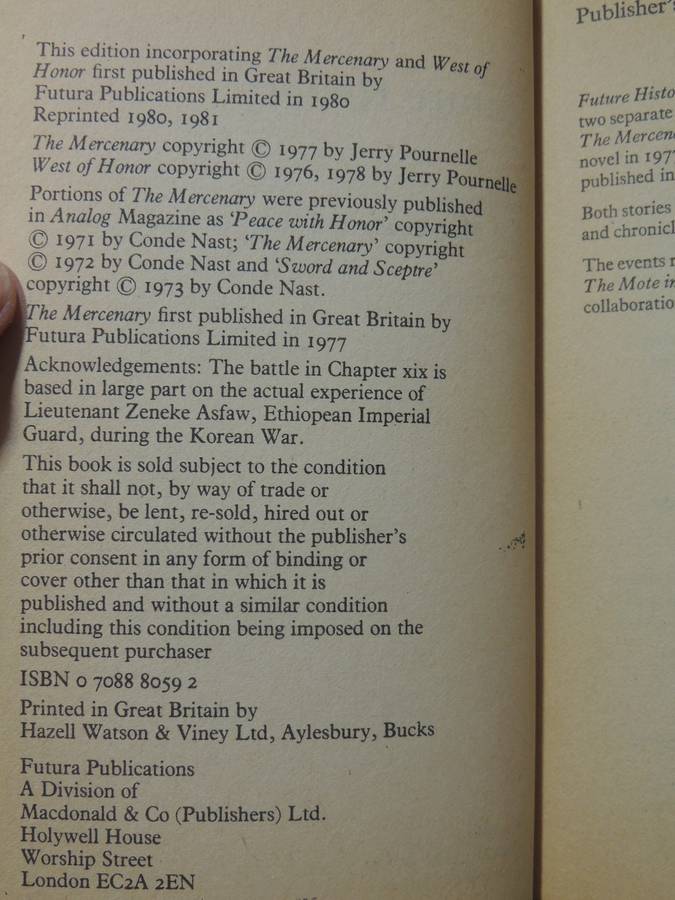 This edition incorporating The Mercenary and West of
Honor first published in Great Britain by
Futura Publications Limited in 1980
Reprinted 1980, 1981
The Mercenary copyright © 1977 by Jerry Pournelle
West of Honor copyright © 1976, 1978 by Jerry Pournelle
Portions of The Mercenary were previously published
in Analog Magazine as ‘Peace with Honor’ copyright
© 1971 by Conde Nast; ‘The Mercenary’ copyright
© 1972 by Conde Nast and ‘Sword and Sceptre’
copyright © 1973 by Conde Nast.
The Mercenary first published in Great Britain by
Futura Publications Limited in 1977
Acknowledgements: The battle in Chapter xix is
based in large part on the actual experience of
Lieutenant Zeneke Asfaw, Ethiopean Imperial
Guard, during the Korean War.
This book is sold subject to the condition
that it shall not, by way of trade or
otherwise, be lent, re-sold, hired out or
otherwise circulated without the publisher's
prior consent in any form of binding or
cover other than that in which it is
published and without a similar condition
including this condition being imposed on the
subsequent purchaser
ISBN 0 7088 8059 2
Printed in Great Britain by
Hazell Watson & Viney Ltd, Aylesbury, Bucks
Futura Publications
A Division of
Macdonald & Co (Publishers) Ltd.
Holywell House
Worship Street
London EC2A 2EN
Publisher's
Future Histo
two separate
The Mercen
novel in 197
published in
Both stories
and chronicl
The events
The Mote in
collaboratio